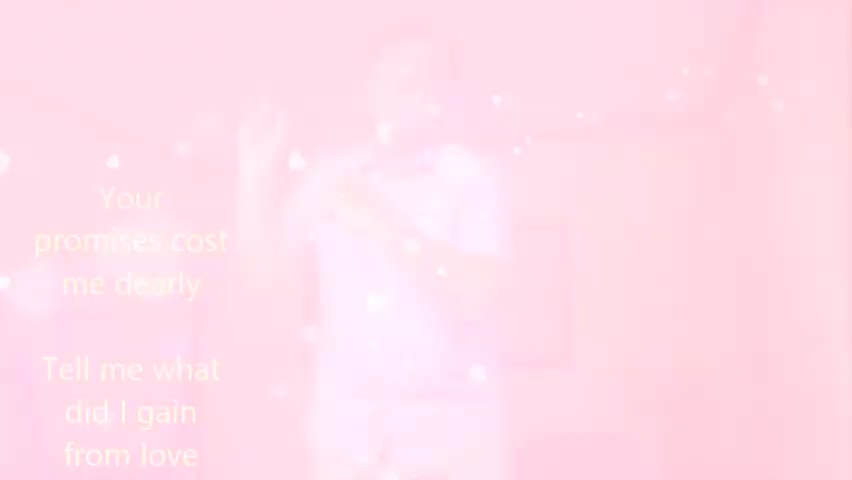 Your
promises cost
me dearly
Tell me what
did I gain
from love